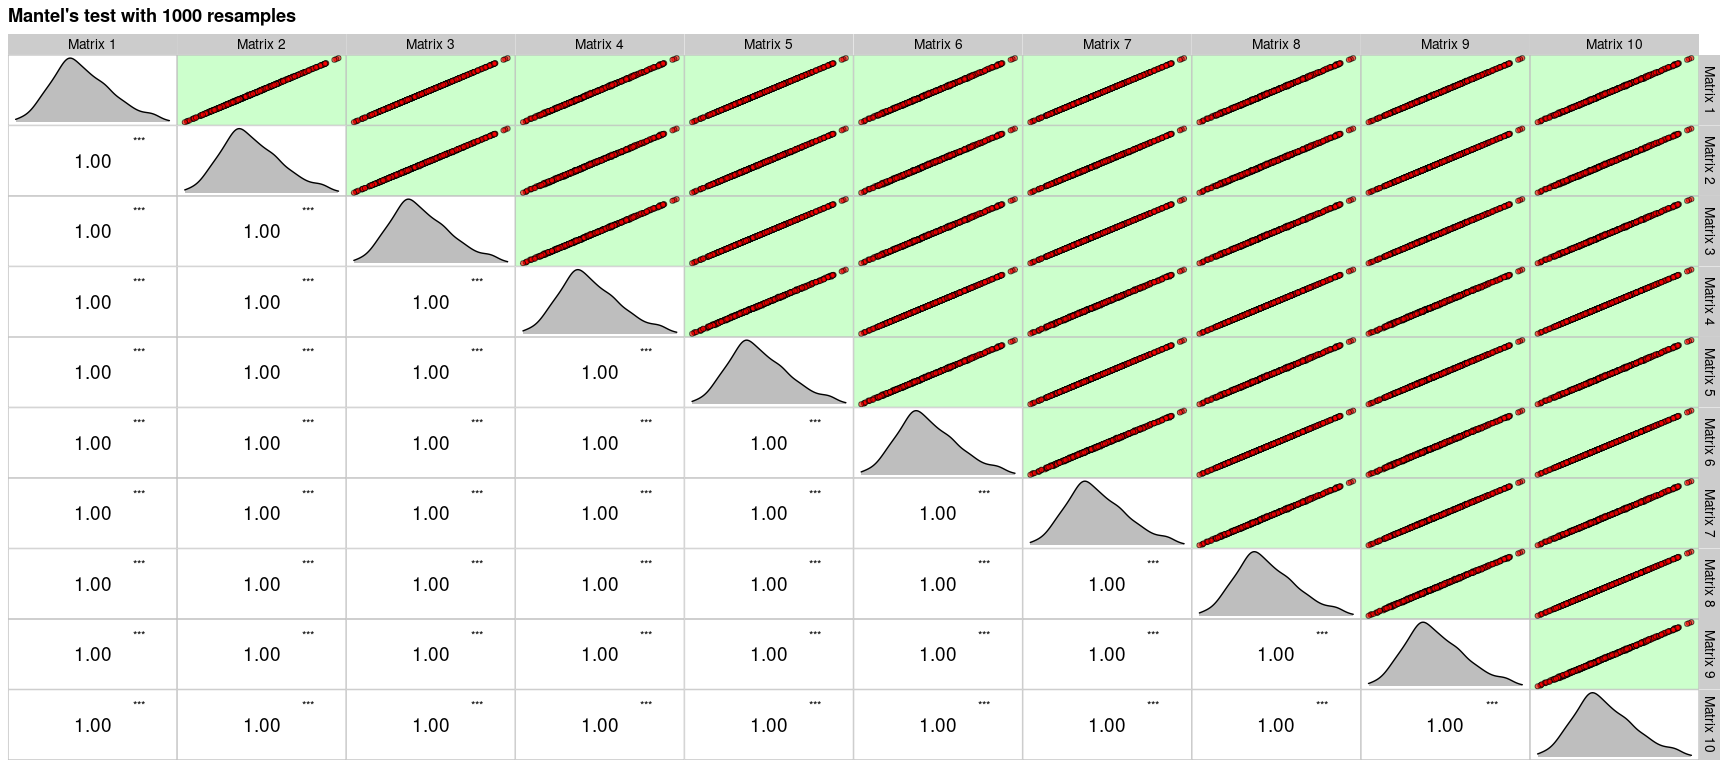 Mantel's test with 1000 resamples
Matrix 1 Matrix 2 Matrix 3 Matrix 4 Matrix 5 Matrix 6 Matrix 7 Matrix 8 Matrix 9 Matrix 10
Matrix 1
***
1.00
Matrix 2
*** ***
1.00 1.00
Matrix 3
*** *** ***
1.00 1.00 1.00
Matrix 4
*** *** *** ***
1.00 1.00 1.00 1.00
Matrix 5
*** *** *** *** ***
1.00 1.00 1.00 1.00 1.00
Matrix 6
*** *** *** *** *** ***
1.00 1.00 1.00 1.00 1.00 1.00
Matrix 7
*** *** *** *** *** *** ***
1.00 1.00 1.00 1.00 1.00 1.00 1.00
Matrix 8
*** *** *** *** *** *** *** ***
1.00 1.00 1.00 1.00 1.00 1.00 1.00 1.00
Matrix 9
*** *** *** *** *** *** *** *** ***
1.00 1.00 1.00 1.00 1.00 1.00 1.00 1.00 1.00
Matrix 10